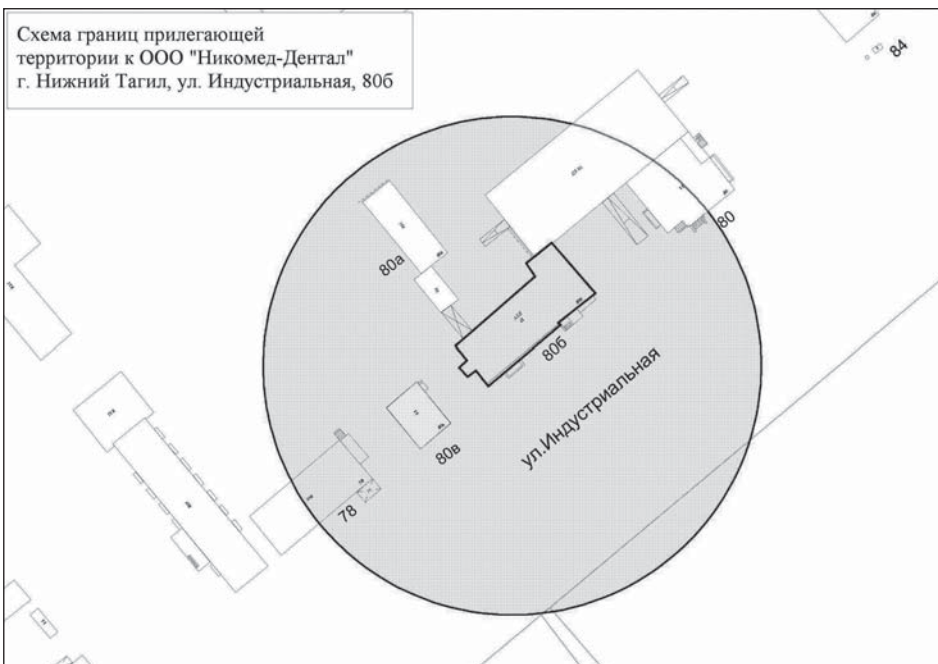 Схема границ прилегающей
территории к ООО "Никомед-Дентал"
г. Нижний Тагил, ул. Индустриальная, 80б
84
80
80а
80б
ул.Индустриальная
80в
78